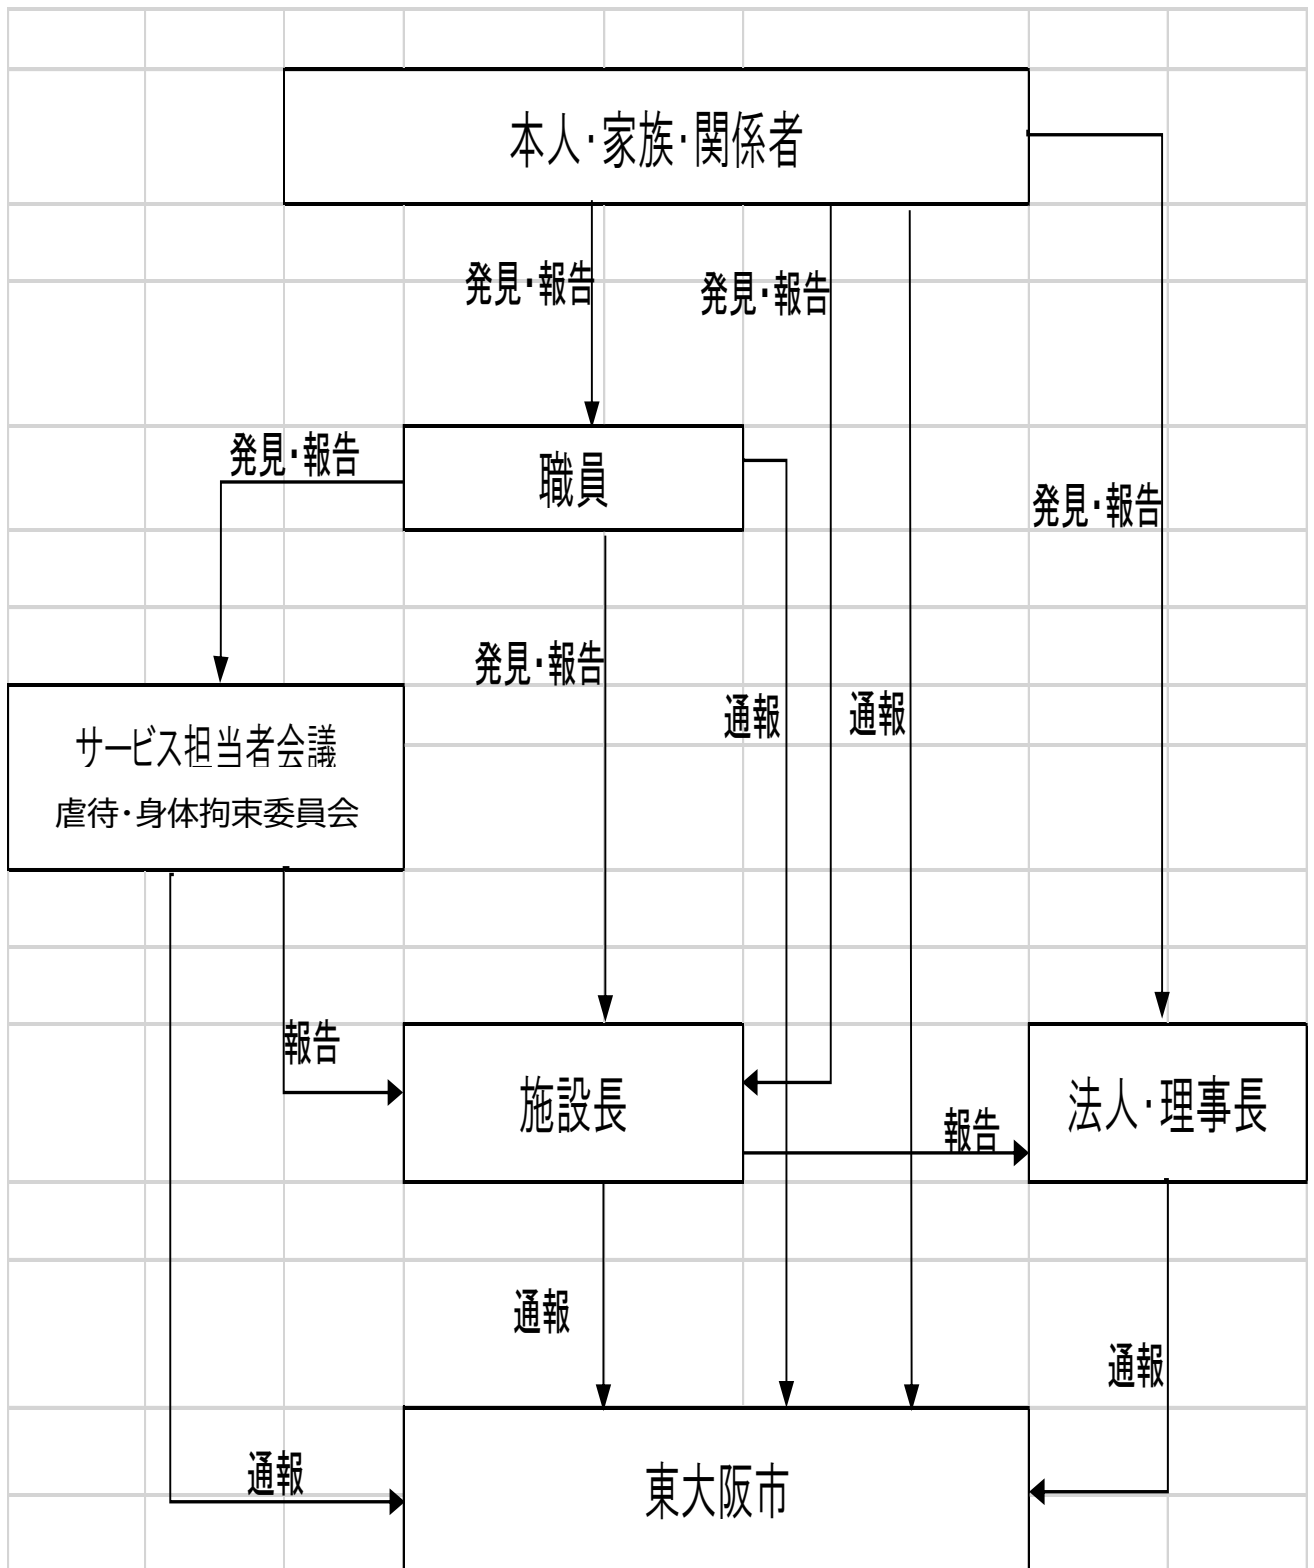 本人・家族・関係者
発見・報告
発見・報告
発見・報告
職員
発見・報告
発見・報告
通報
通報
サービス担当者会議
虐待・身体拘束委員会
報告
施設長
法人・理事長
報告
通報
通報
通報
東大阪市